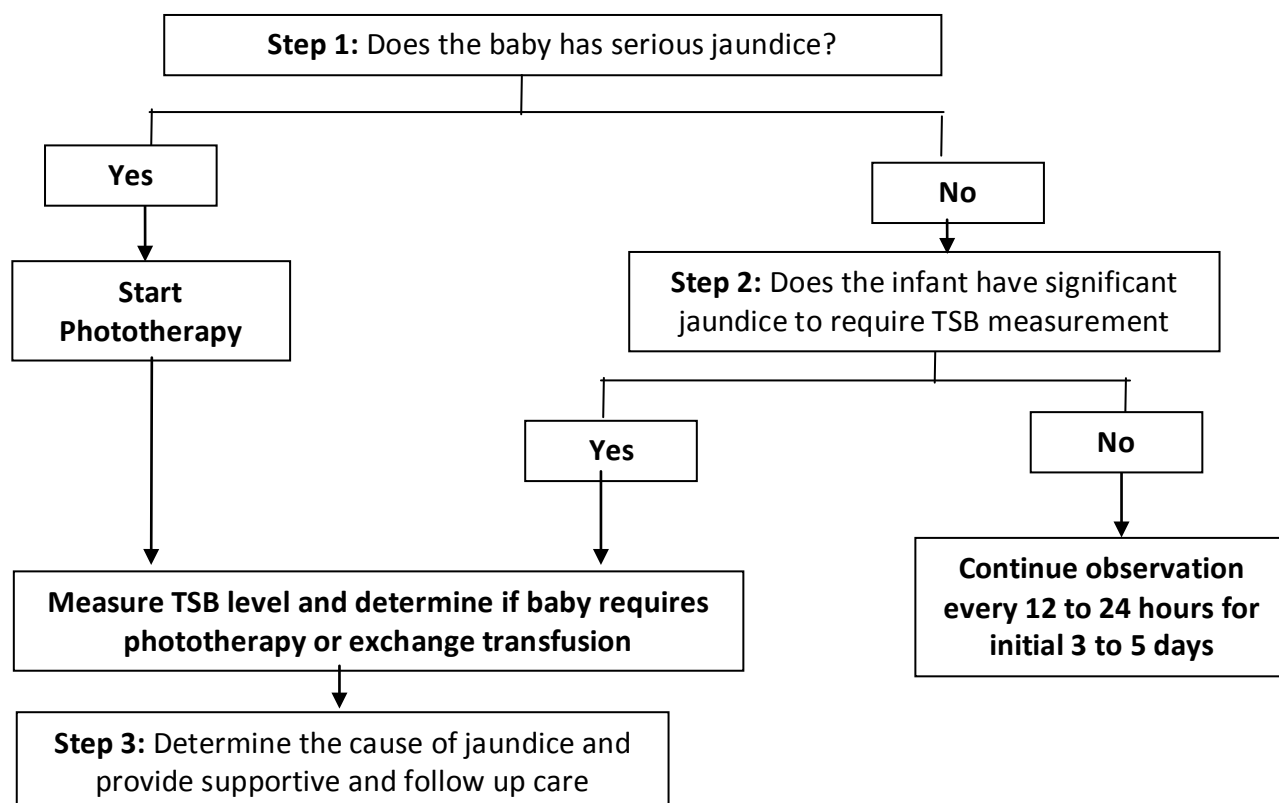 Step 1: Does the baby has serious jaundice?
Yes
No
Start
Phototherapy
Step 2: Does the infant have significant
jaundice to require TSB measurement
Yes
No
Measure TSB level and determine if baby requires
phototherapy or exchange transfusion
Continue observation
every 12 to 24 hours for
initial 3 to 5 days
Step 3: Determine the cause of jaundice and
provide supportive and follow up care